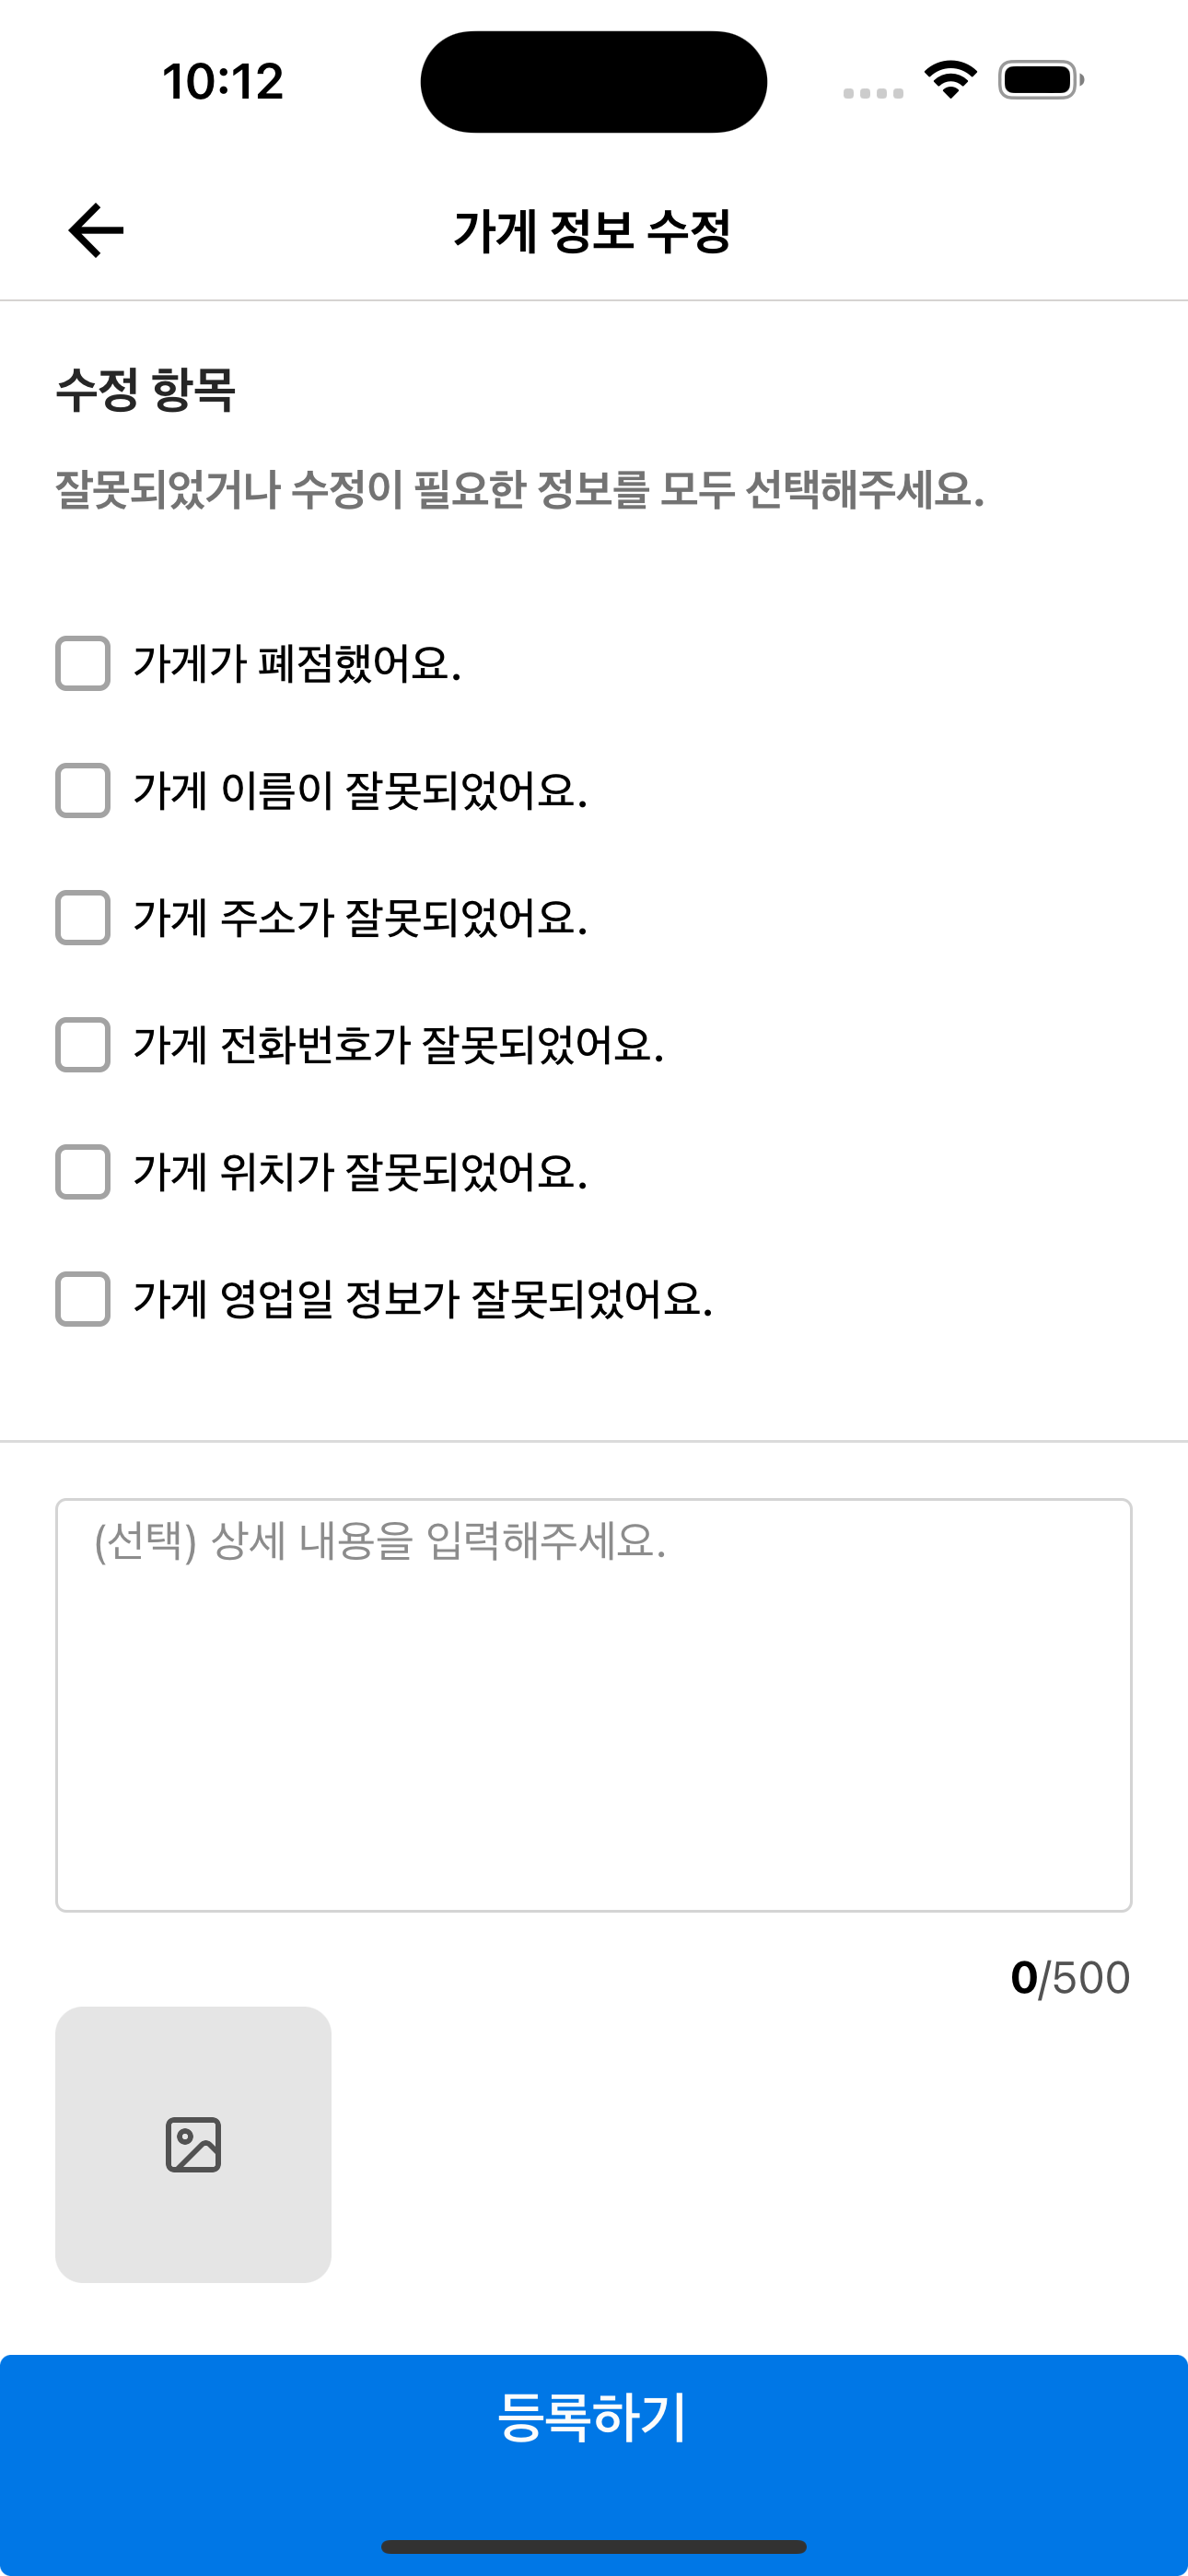 10:12
가게 정보 수정
수정 항목
잘못되었거나 수정이 필요한 정보를 모두 선택해주세요.
가게가 폐점했어요.
가게 이름이 잘못되었어요.
가게 주소가 잘못되었어요.
가게 전화번호가 잘못되었어요.
가게 위치가 잘못되었어요.
가게 영업일 정보가 잘못되었어요.
(선택) 상세 내용을 입력해주세요.
0/500
등록하기